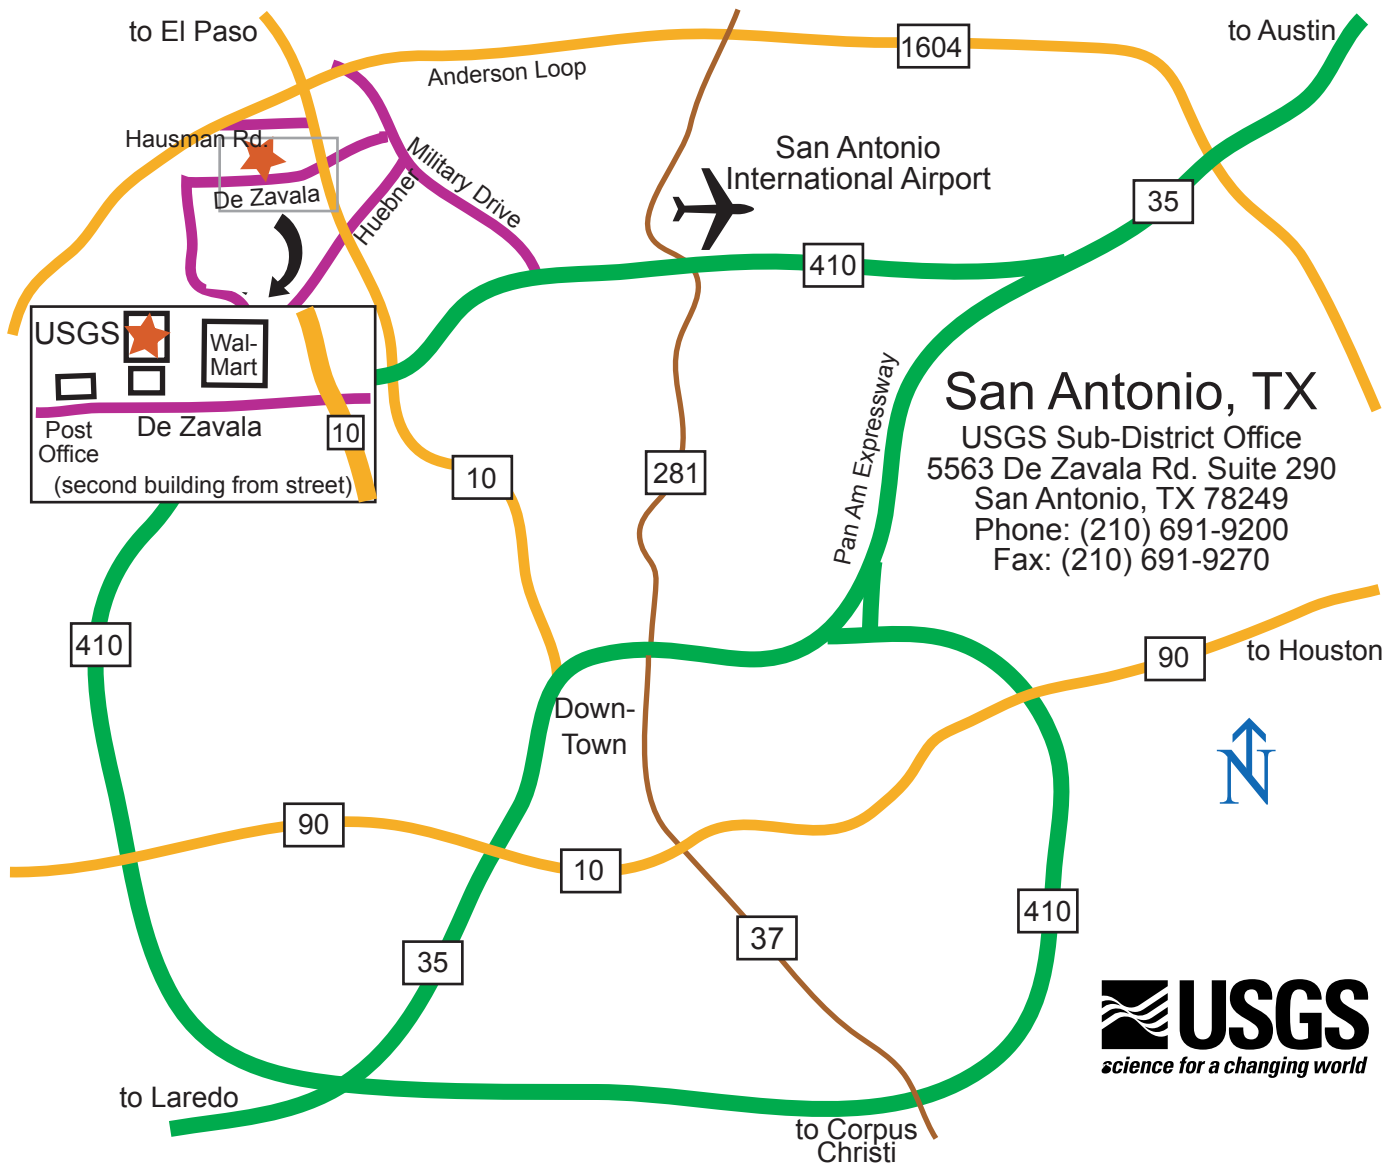 to El Paso
to Austin
1604
Anderson Loop
Hausman Rd.
Military Drive
San Antonio
International Airport
De Zavala
Huebner
35
410
USGS
Wal-
Mart
Post
Office
De Zavala
10
(second building from street)
10
281
Pan Am Expressway
San Antonio, TX
USGS Sub-District Office
5563 De Zavala Rd. Suite 290
San Antonio, TX 78249
Phone: (210) 691-9200
Fax: (210) 691-9270
410
90
to Houston
Down-
Town
N
90
10
410
37
35
USGS
science for a changing world
to Laredo
to Corpus
Christi